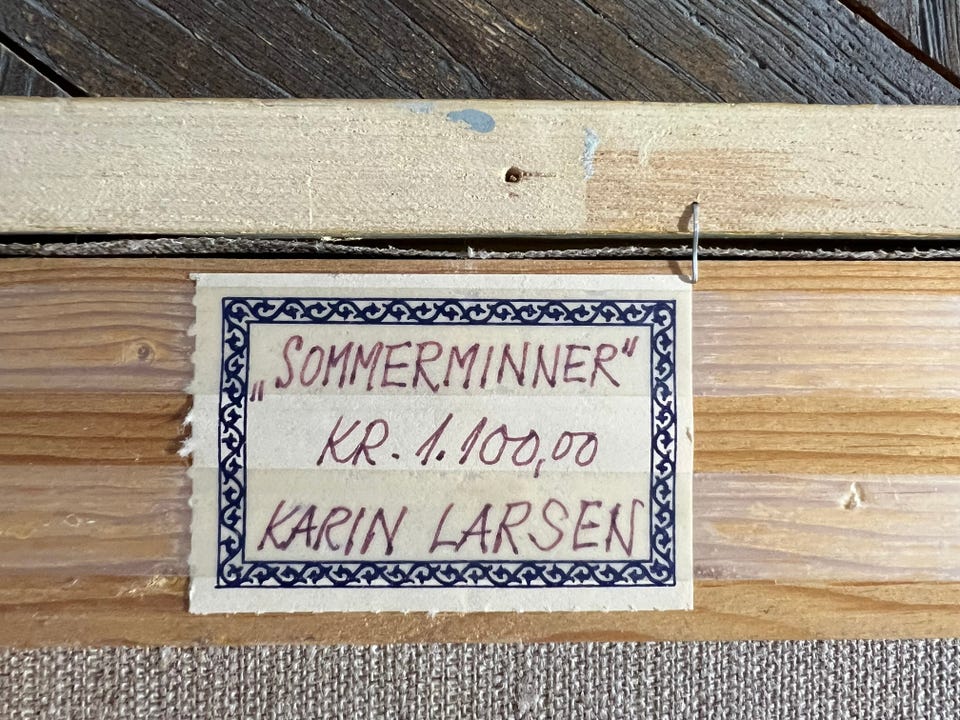 „SOMMERMINNER"
KR. 1.100,00
KARIN LARSEN